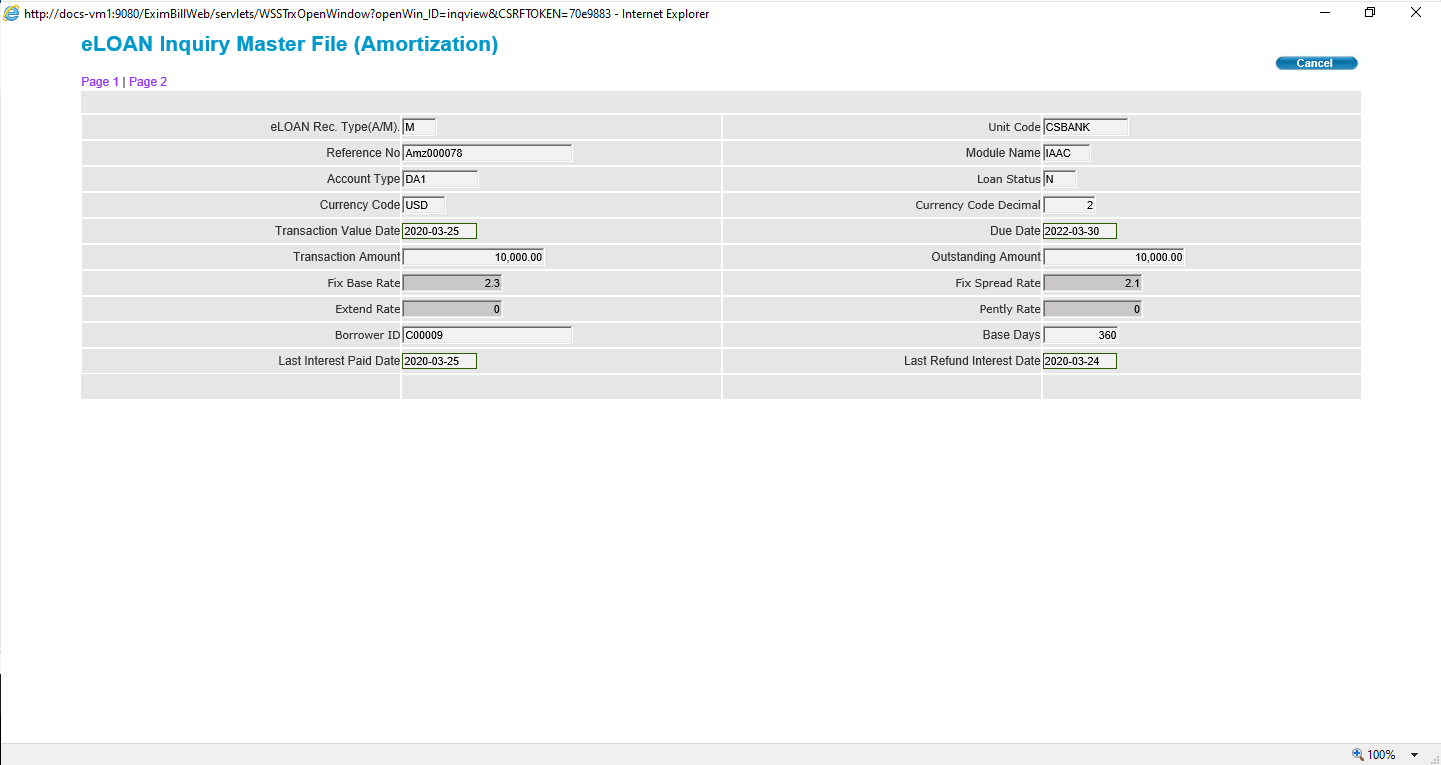 http://docs-vm1:9080/EximBillWeb/servlets/WSSTrxOpenWindow?openWin_ID=inqview&CSRFTOKEN=70e9883 - Internet Explorer
eLOAN Inquiry Master File (Amortization)
Cancel
Page 1 | Page 2
eLOAN Rec. Type(A/M). M Unit Code CSBANK
Reference No Amz000078 Module Name IAAC
Account Type DA1 Loan Status N
Currency Code USD Currency Code Decimal 2
Transaction Value Date 2020-03-25 Due Date 2022-03-30
Transaction Amount 10,000.00 Outstanding Amount 10,000.00
Fix Base Rate 2.3 Fix Spread Rate 2.1
Extend Rate 0 Pently Rate 0
Borrower ID C00009 Base Days 360
Last Interest Paid Date 2020-03-25 Last Refund Interest Date 2020-03-24
100%